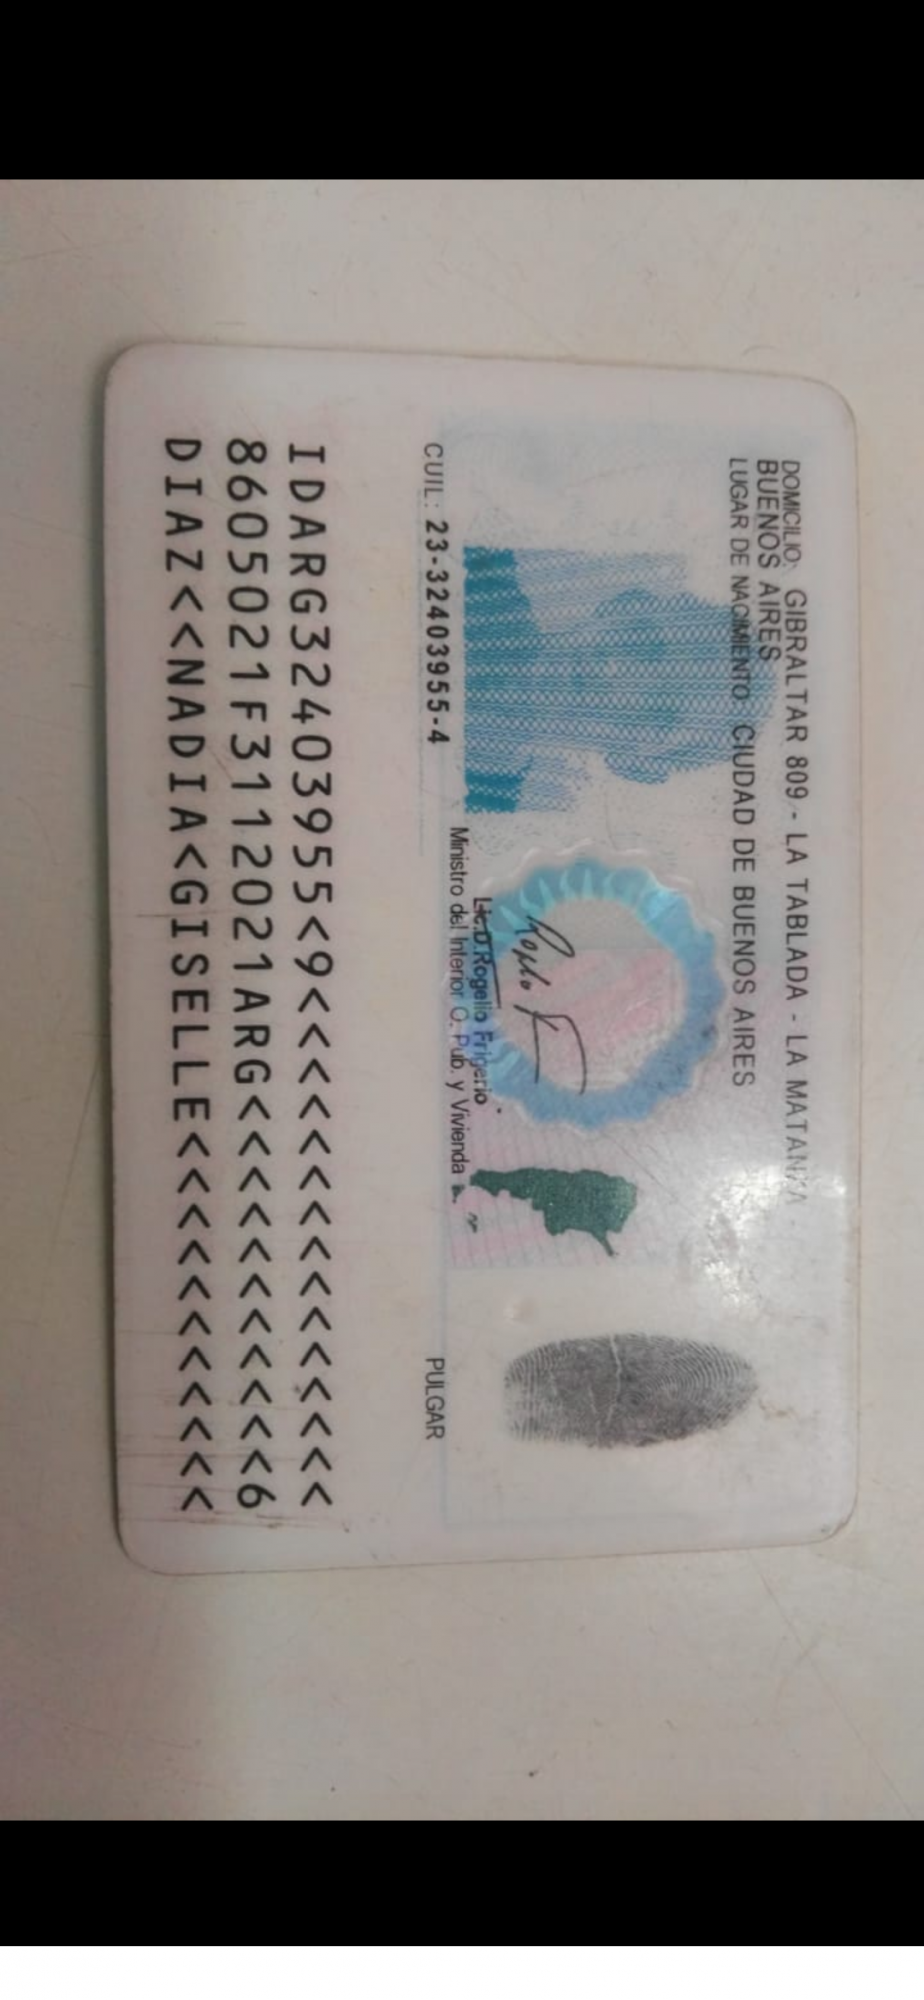 DOMICILIO: GIBRALTAR 809 - LA TABLADA - LA MATANZA -
BUENOS AIRES
LUGAR DE NACIMIENTO: CIUDAD DE BUENOS AIRES
Lic.D.Rogelio Frigerio
Ministro del Interior O. Pub. y Vivienda
CUIL: 23-32403955-4
PULGAR
IDARG32403955<9<<<<<<<<<<<<<<<
8605021F3112021ARG<<<<<<<<<<<6
DIAZ<<NADIA<GISELLE<<<<<<<<<<<